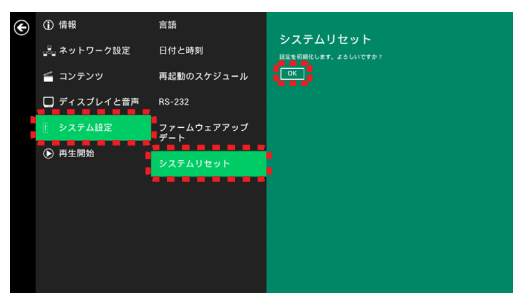 情報
ネットワーク設定
コンテンツ
ディスプレイと音声
システム設定
再生開始
言語
日付と時刻
再起動のスケジュール
RS-232
ファームウェアアップ
デート
システムリセット
システムリセット
設定を初期化します。よろしいですか？
OK